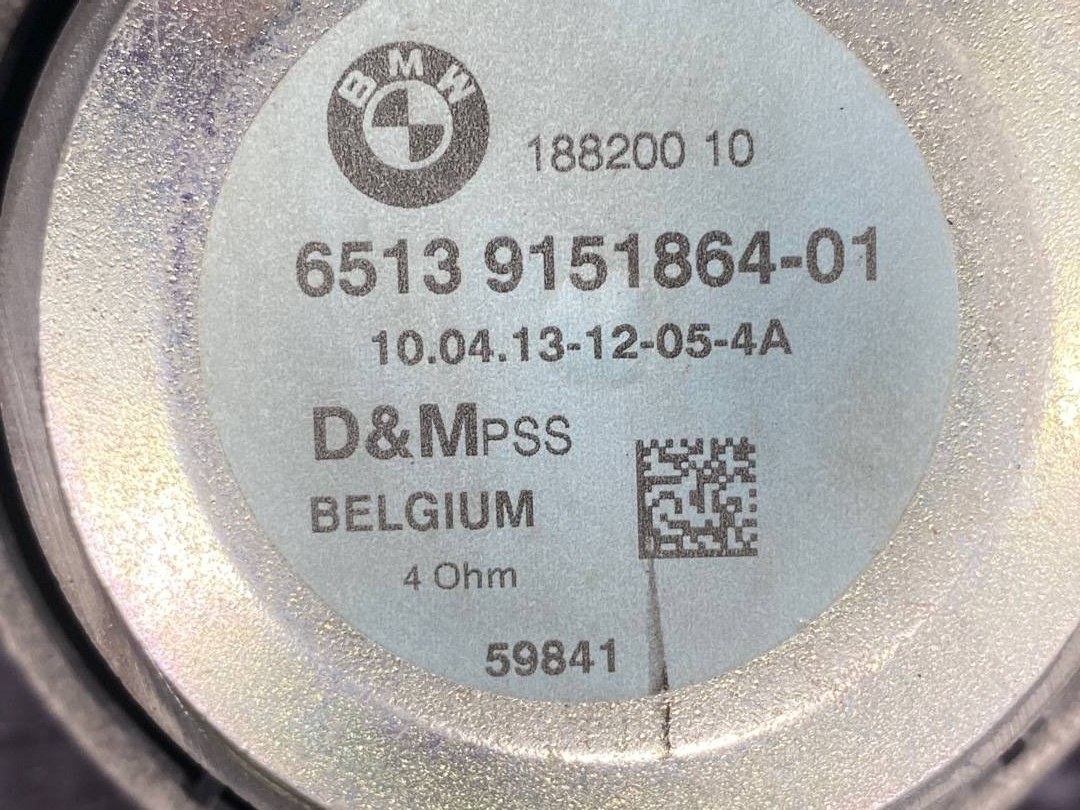 BMW
188200 10
6513 9151864-01
10.04.13-12-05-4A
D&MPSS
BELGIUM
4 Ohm
59841